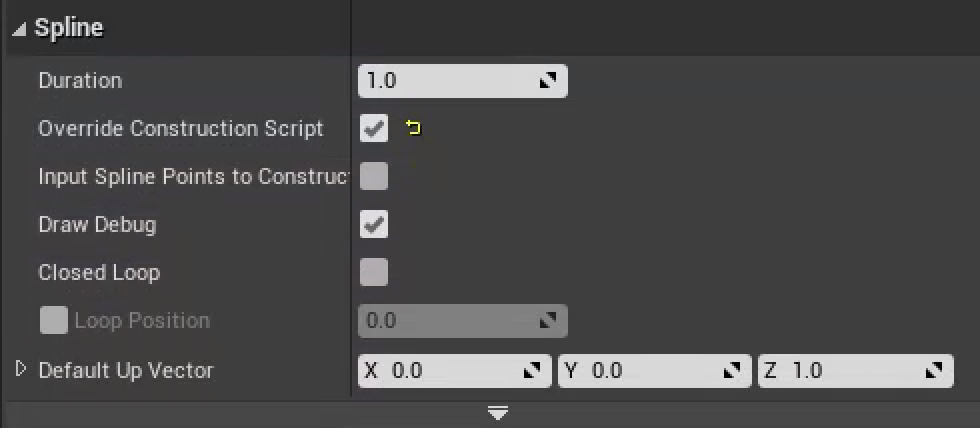 Spline
Duration 1.0
Override Construction Script
Input Spline Points to Construc
Draw Debug
Closed Loop
Loop Position 0.0
Default Up Vector X 0.0 Y 0.0 Z 1.0